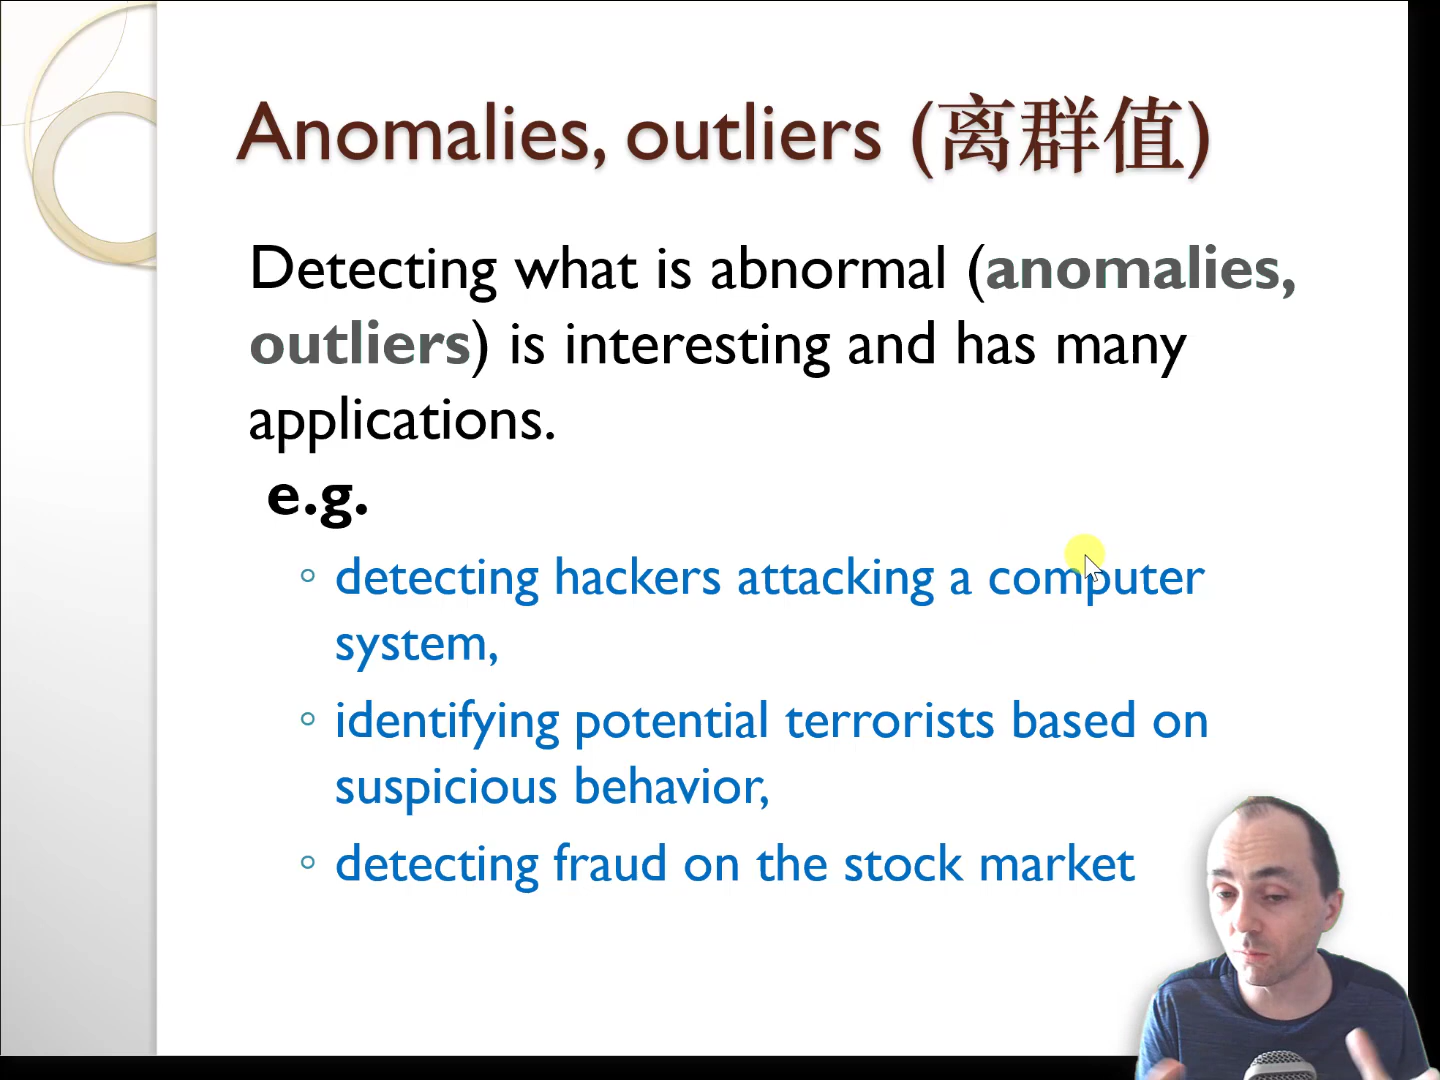 Anomalies, outliers (离群值)
Detecting what is abnormal (anomalies,
outliers) is interesting and has many
applications.
e.g.
◦ detecting hackers attacking a computer
system,
◦ identifying potential terrorists based on
suspicious behavior,
◦ detecting fraud on the stock market